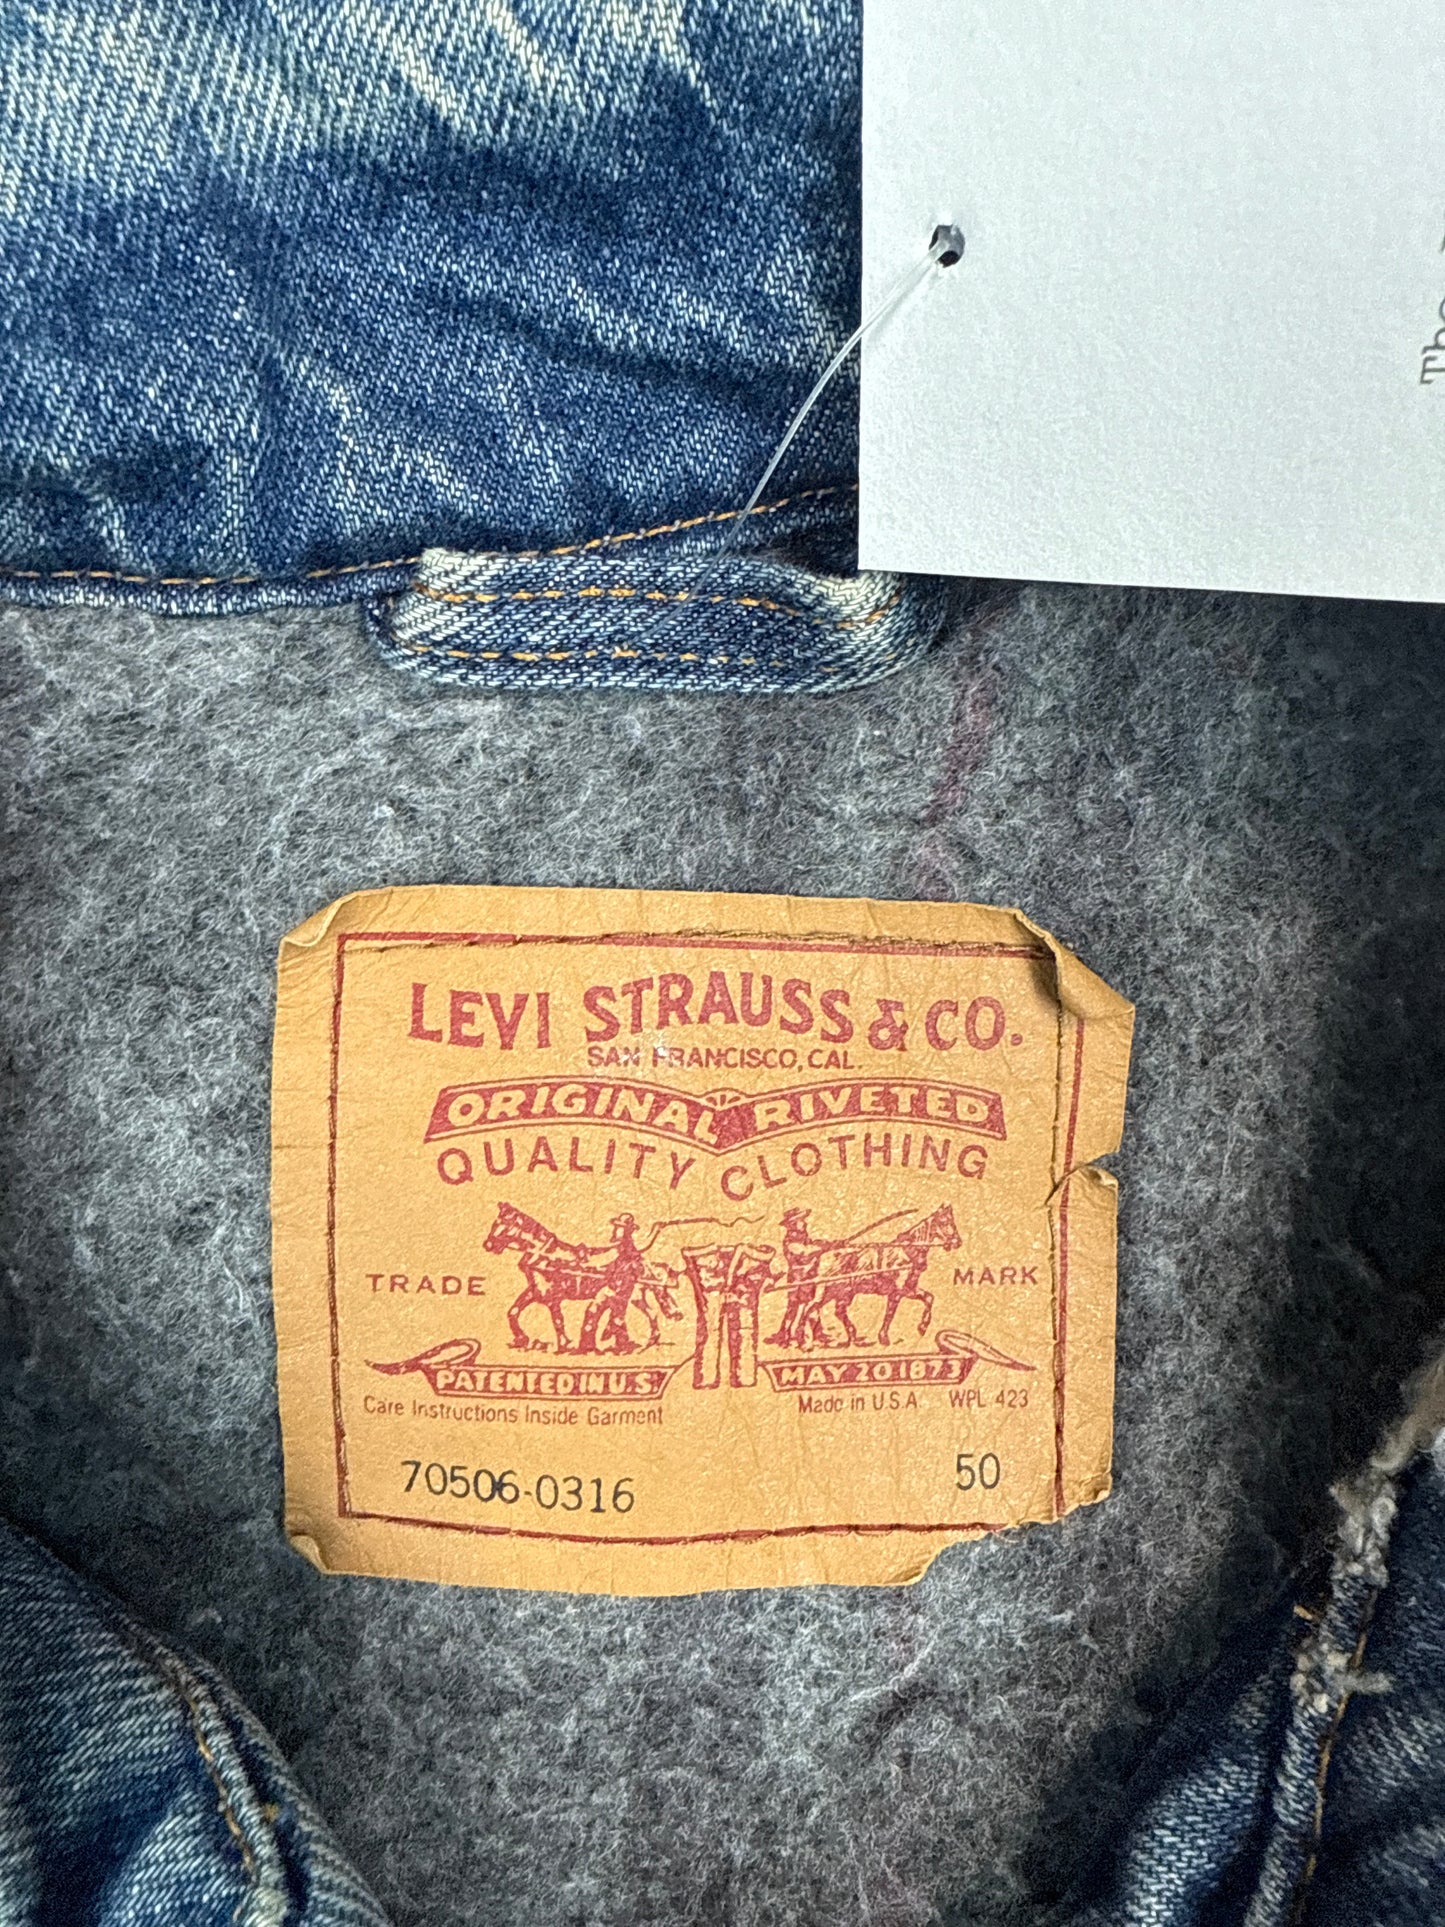 The
LEVI STRAUSS & CO.
SAN FRANCISCO, CAL.
ORIGINAL RIVETED
QUALITY CLOTHING
TRADE MARK
PATENTED IN U.S. MAY 20 1873
Care Instructions Inside Garment Made in U.S.A. WPL 423
70506-0316 50